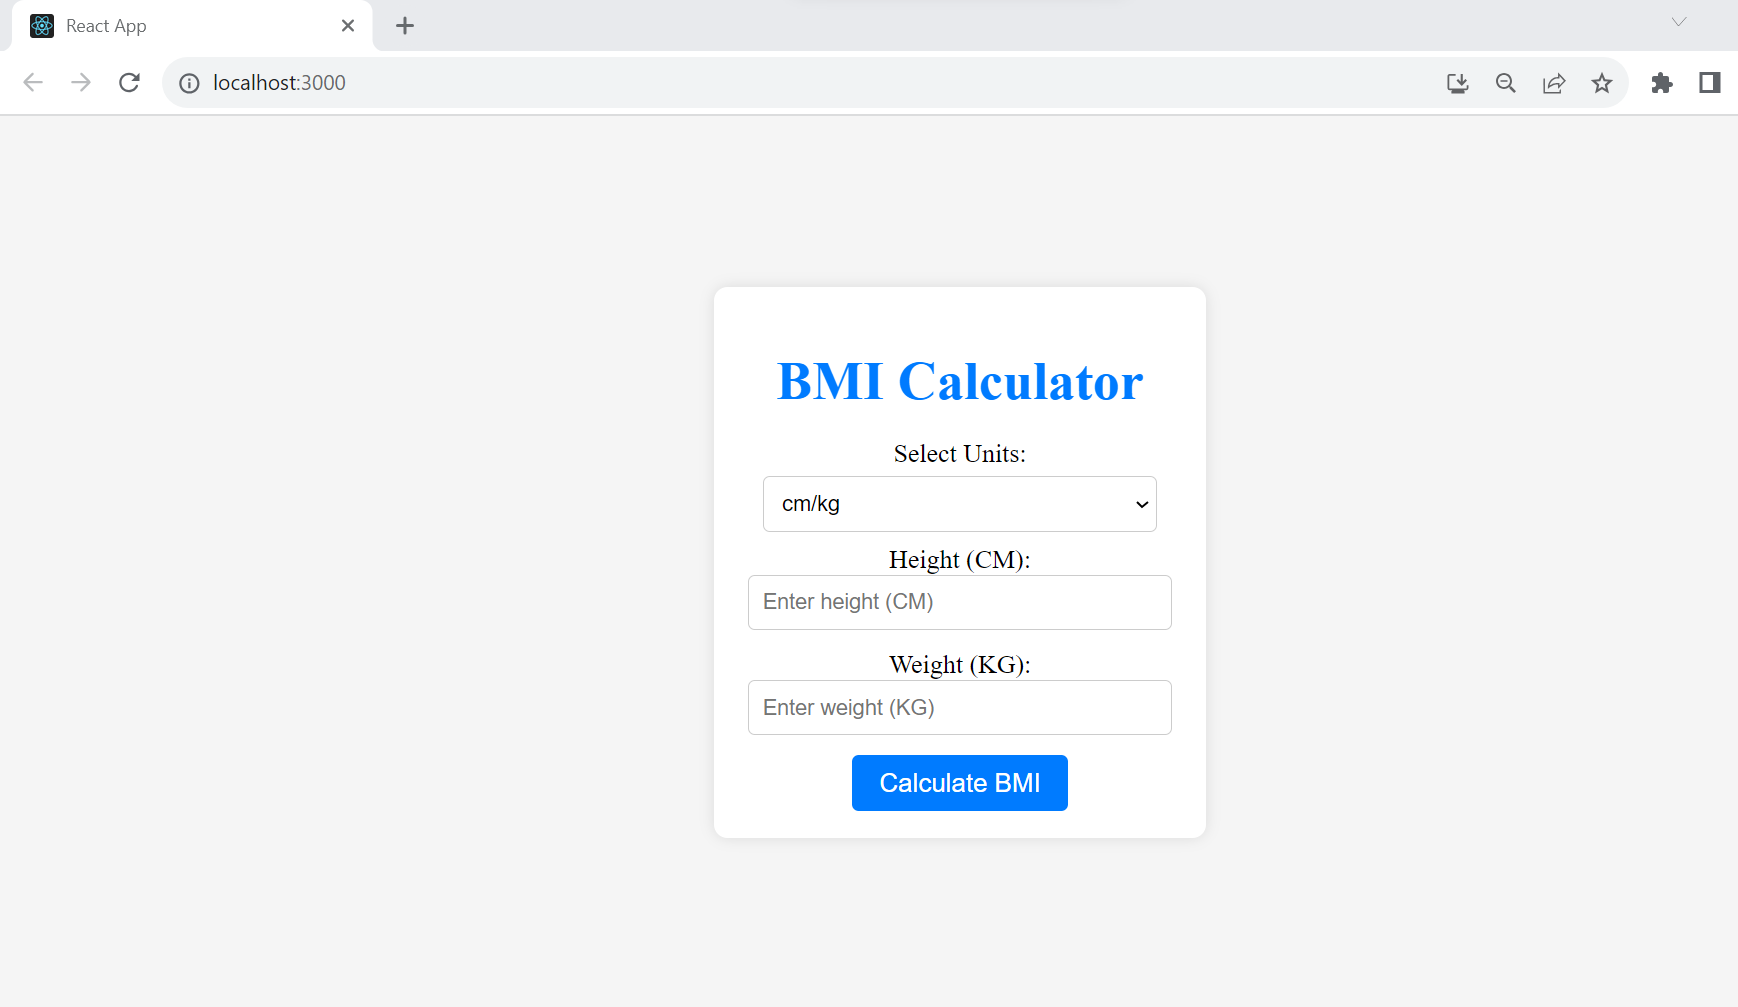 React App
localhost:3000
BMI Calculator
Select Units:
cm/kg
Height (CM):
Enter height (CM)
Weight (KG):
Enter weight (KG)
Calculate BMI